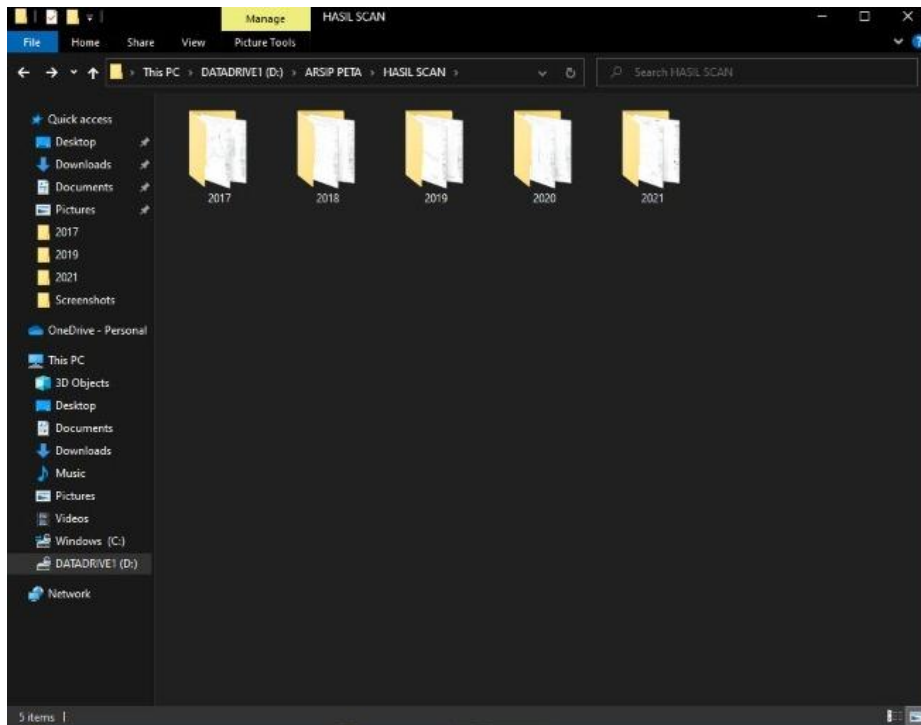 Manage HASIL SCAN
File Home Share View Picture Tools
This PC > DATADRIVE1 (D:) > ARSIP PETA > HASIL SCAN >
Search HASIL SCAN
Quick access
Desktop
Downloads
Documents
Pictures
2017
2019
2021
Screenshots
OneDrive - Personal
This PC
3D Objects
Desktop
Documents
Downloads
Music
Pictures
Videos
Windows (C:)
DATADRIVE1 (D:)
Network
2017 2018 2019 2020 2021
5 items